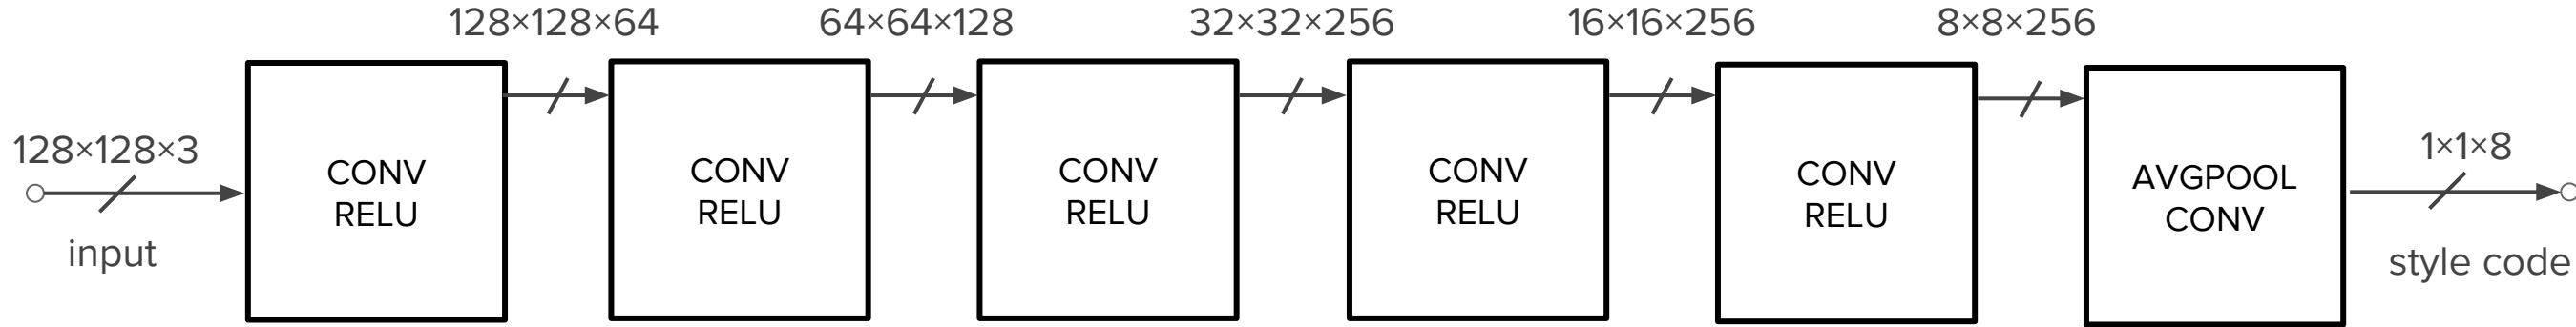 128×128×64
64×64×128
32×32×256
16×16×256
8×8×256
128×128×3
input
CONV
RELU
CONV
RELU
CONV
RELU
CONV
RELU
CONV
RELU
AVGPOOL
CONV
1×1×8
style code